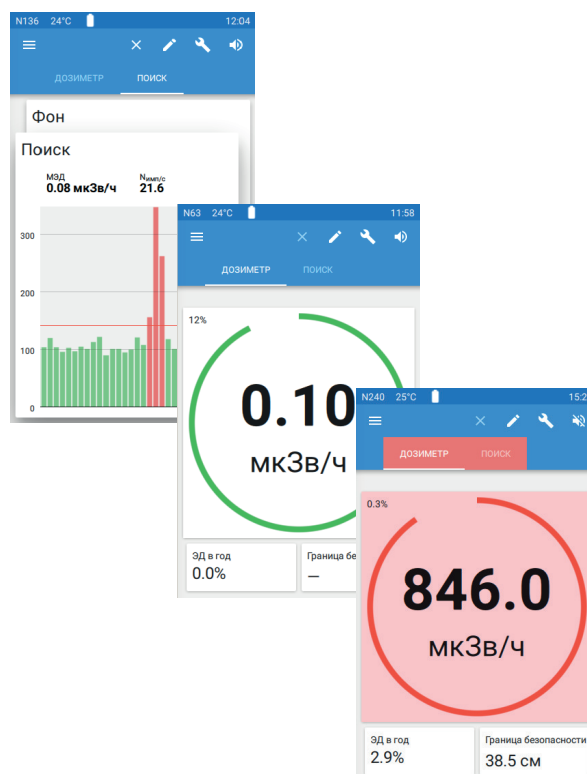 N136 24°C 12:04
ДОЗИМЕТР ПОИСК
Фон
Поиск
МЭД Nимп/с
0.08 мкЗв/ч 21.6
300
200
100
0
N63 24°C 11:58
ДОЗИМЕТР ПОИСК
12%
0.10
мкЗв/ч
ЭД в год Граница бе
0.0% —
N240 25°C 15:2
ДОЗИМЕТР ПОИСК
0.3%
846.0
мкЗв/ч
ЭД в год Граница безопасности
2.9% 38.5 см